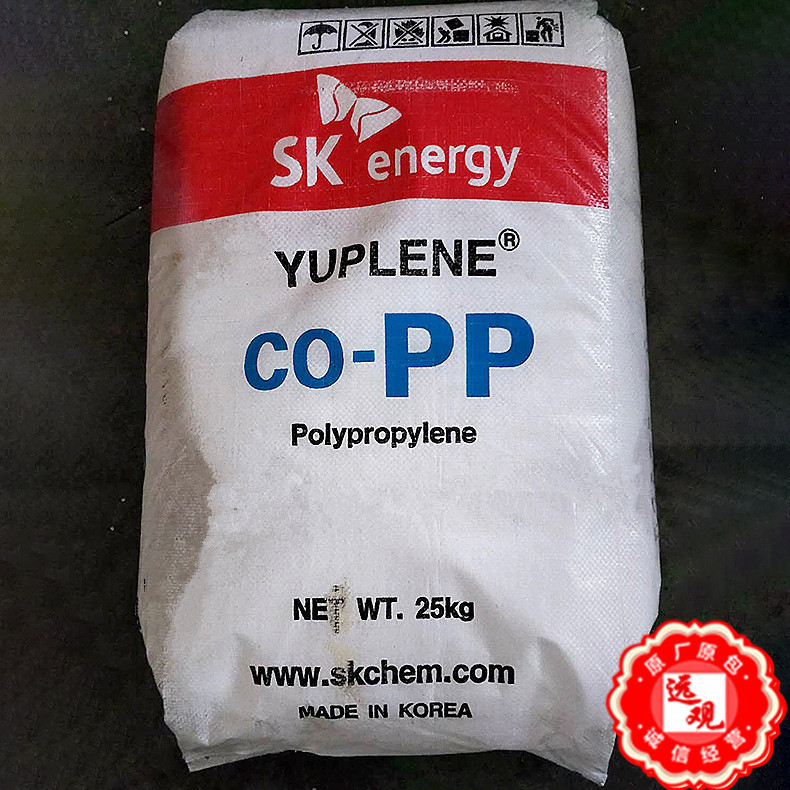 SK energy
YUPLENE®
CO-PP
Polypropylene
NET WT. 25kg
www.skchem.com
MADE IN KOREA
原厂原包
远观
诚信经营